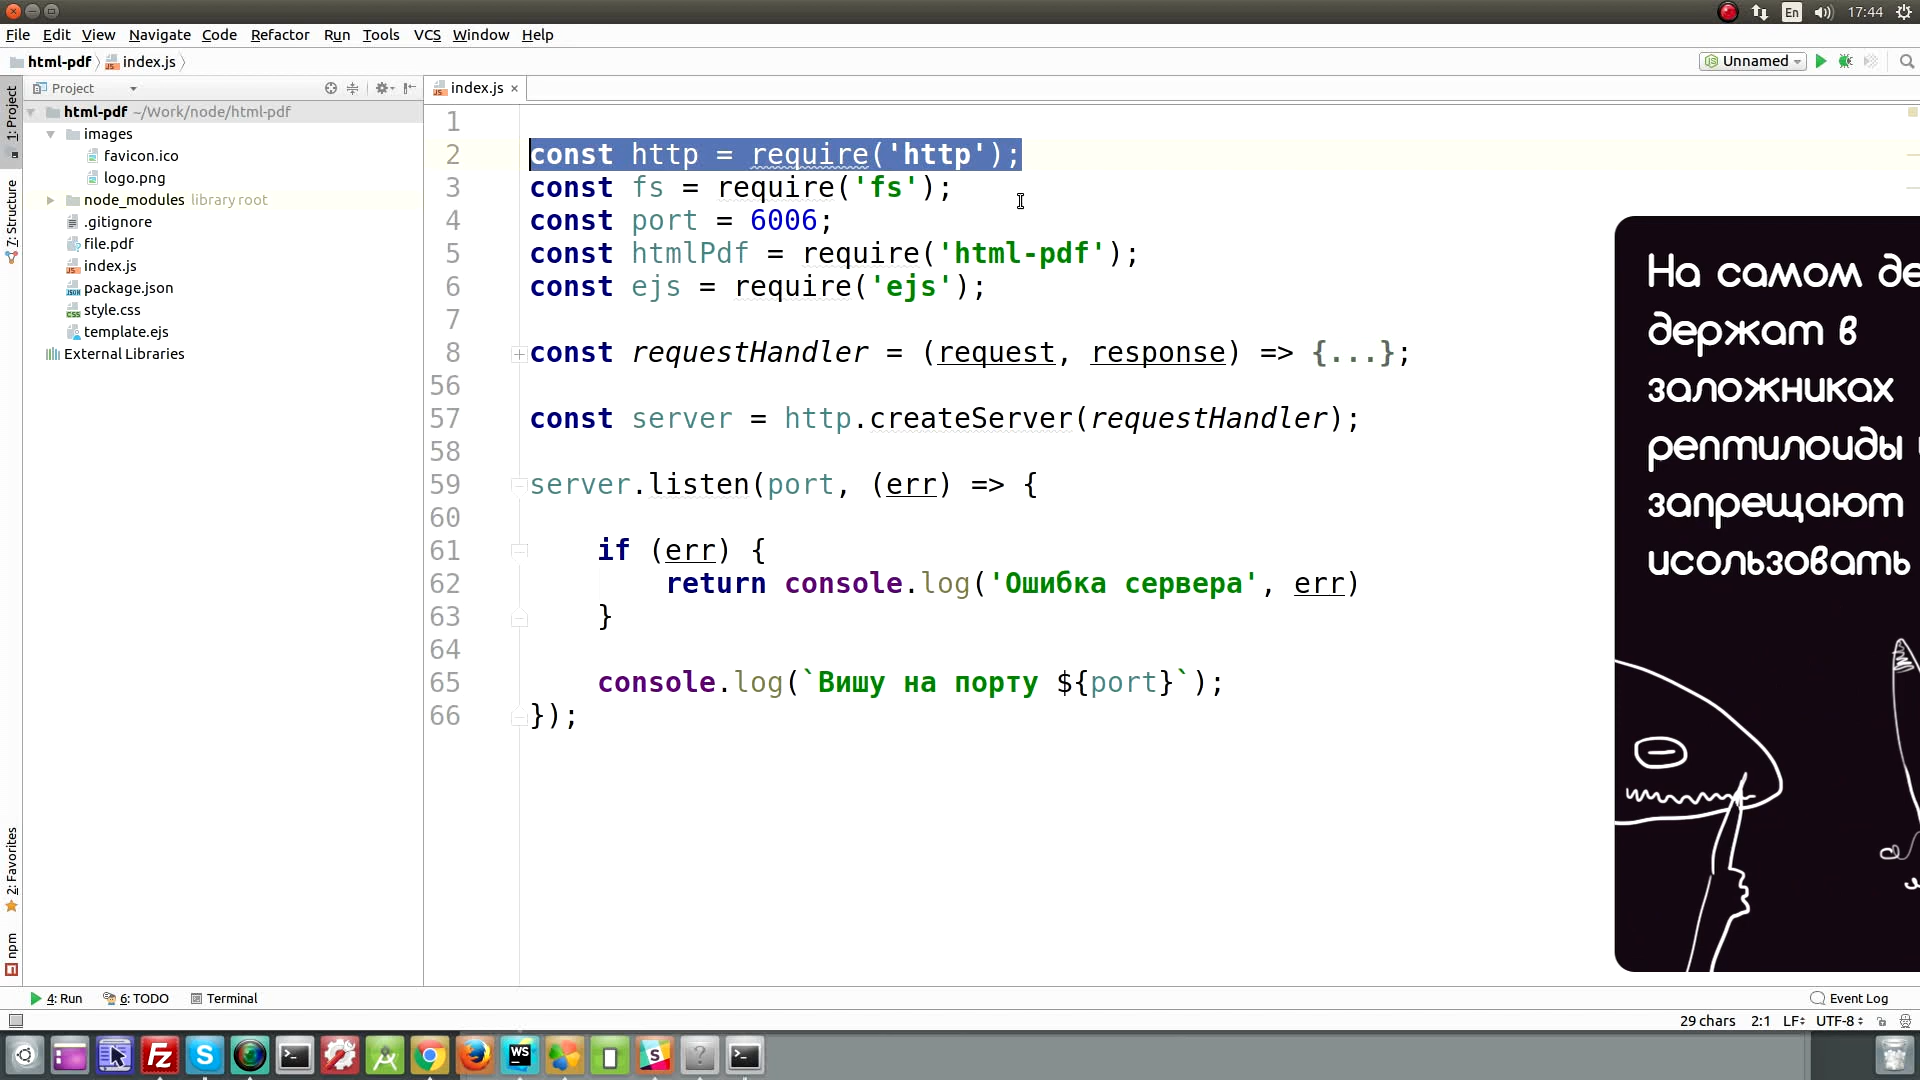 En 17:44
File Edit View Navigate Code Refactor Run Tools VCS Window Help
html-pdf index.js Unnamed
Project index.js
1: Project
html-pdf ~/Work/node/html-pdf
images
favicon.ico
logo.png
node_modules library root
.gitignore
file.pdf
index.js
package.json
style.css
template.ejs
External Libraries
7: Structure
2: Favorites
npm
1
2 const http = require('http');
3 const fs = require('fs');
4 const port = 6006;
5 const htmlPdf = require('html-pdf');
6 const ejs = require('ejs');
7
8 const requestHandler = (request, response) => {...};
56
57 const server = http.createServer(requestHandler);
58
59 server.listen(port, (err) => {
60
61 if (err) {
62 return console.log('Ошибка сервера', err)
63 }
64
65 console.log(`Вишу на порту ${port}`);
66 });
На самом де
держат в
заложниках
рептилоиды
запрещают
исользовать
4: Run 6: TODO Terminal Event Log
29 chars 2:1 LF UTF-8
WS